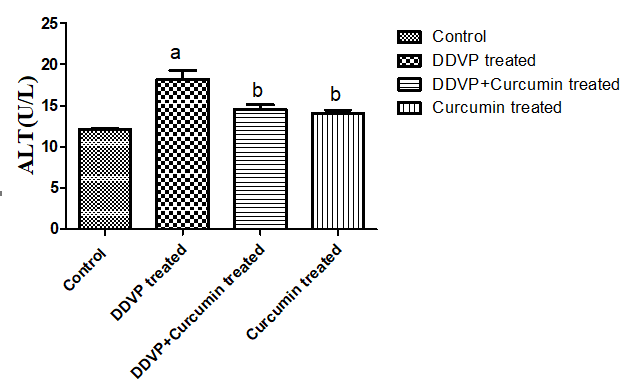 25
20
15
10
5
0
ALT(U/L)
a
b
b
Control
DDVP treated
DDVP+Curcumin treated
Curcumin treated
Control
DDVP treated
DDVP+Curcumin treated
Curcumin treated